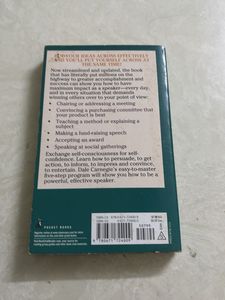 YOUR IDEAS ACROSS EFFECTIVELY
AND YOU'LL PUT YOURSELF ACROSS AT
THE SAME TIME!
Now streamlined and updated, the book
that has literally put millions on the
highway to greater accomplishment and
success can show you how to have
maximum impact as a speaker—every day,
and in every situation that demands
winning others over to your point of view:
• Chairing or addressing a meeting
• Convincing a purchasing committee that
your product is best
• Teaching a method or explaining a
subject
• Making a fund-raising speech
• Accepting an award
• Speaking at social gatherings
Exchange self-consciousness for self-
confidence. Learn how to persuade, to get
action, to inform, to impress and convince,
to entertain. Dale Carnegie's easy-to-master
five-step program will show you how to be a
powerful, effective speaker.
POCKET BOOKS